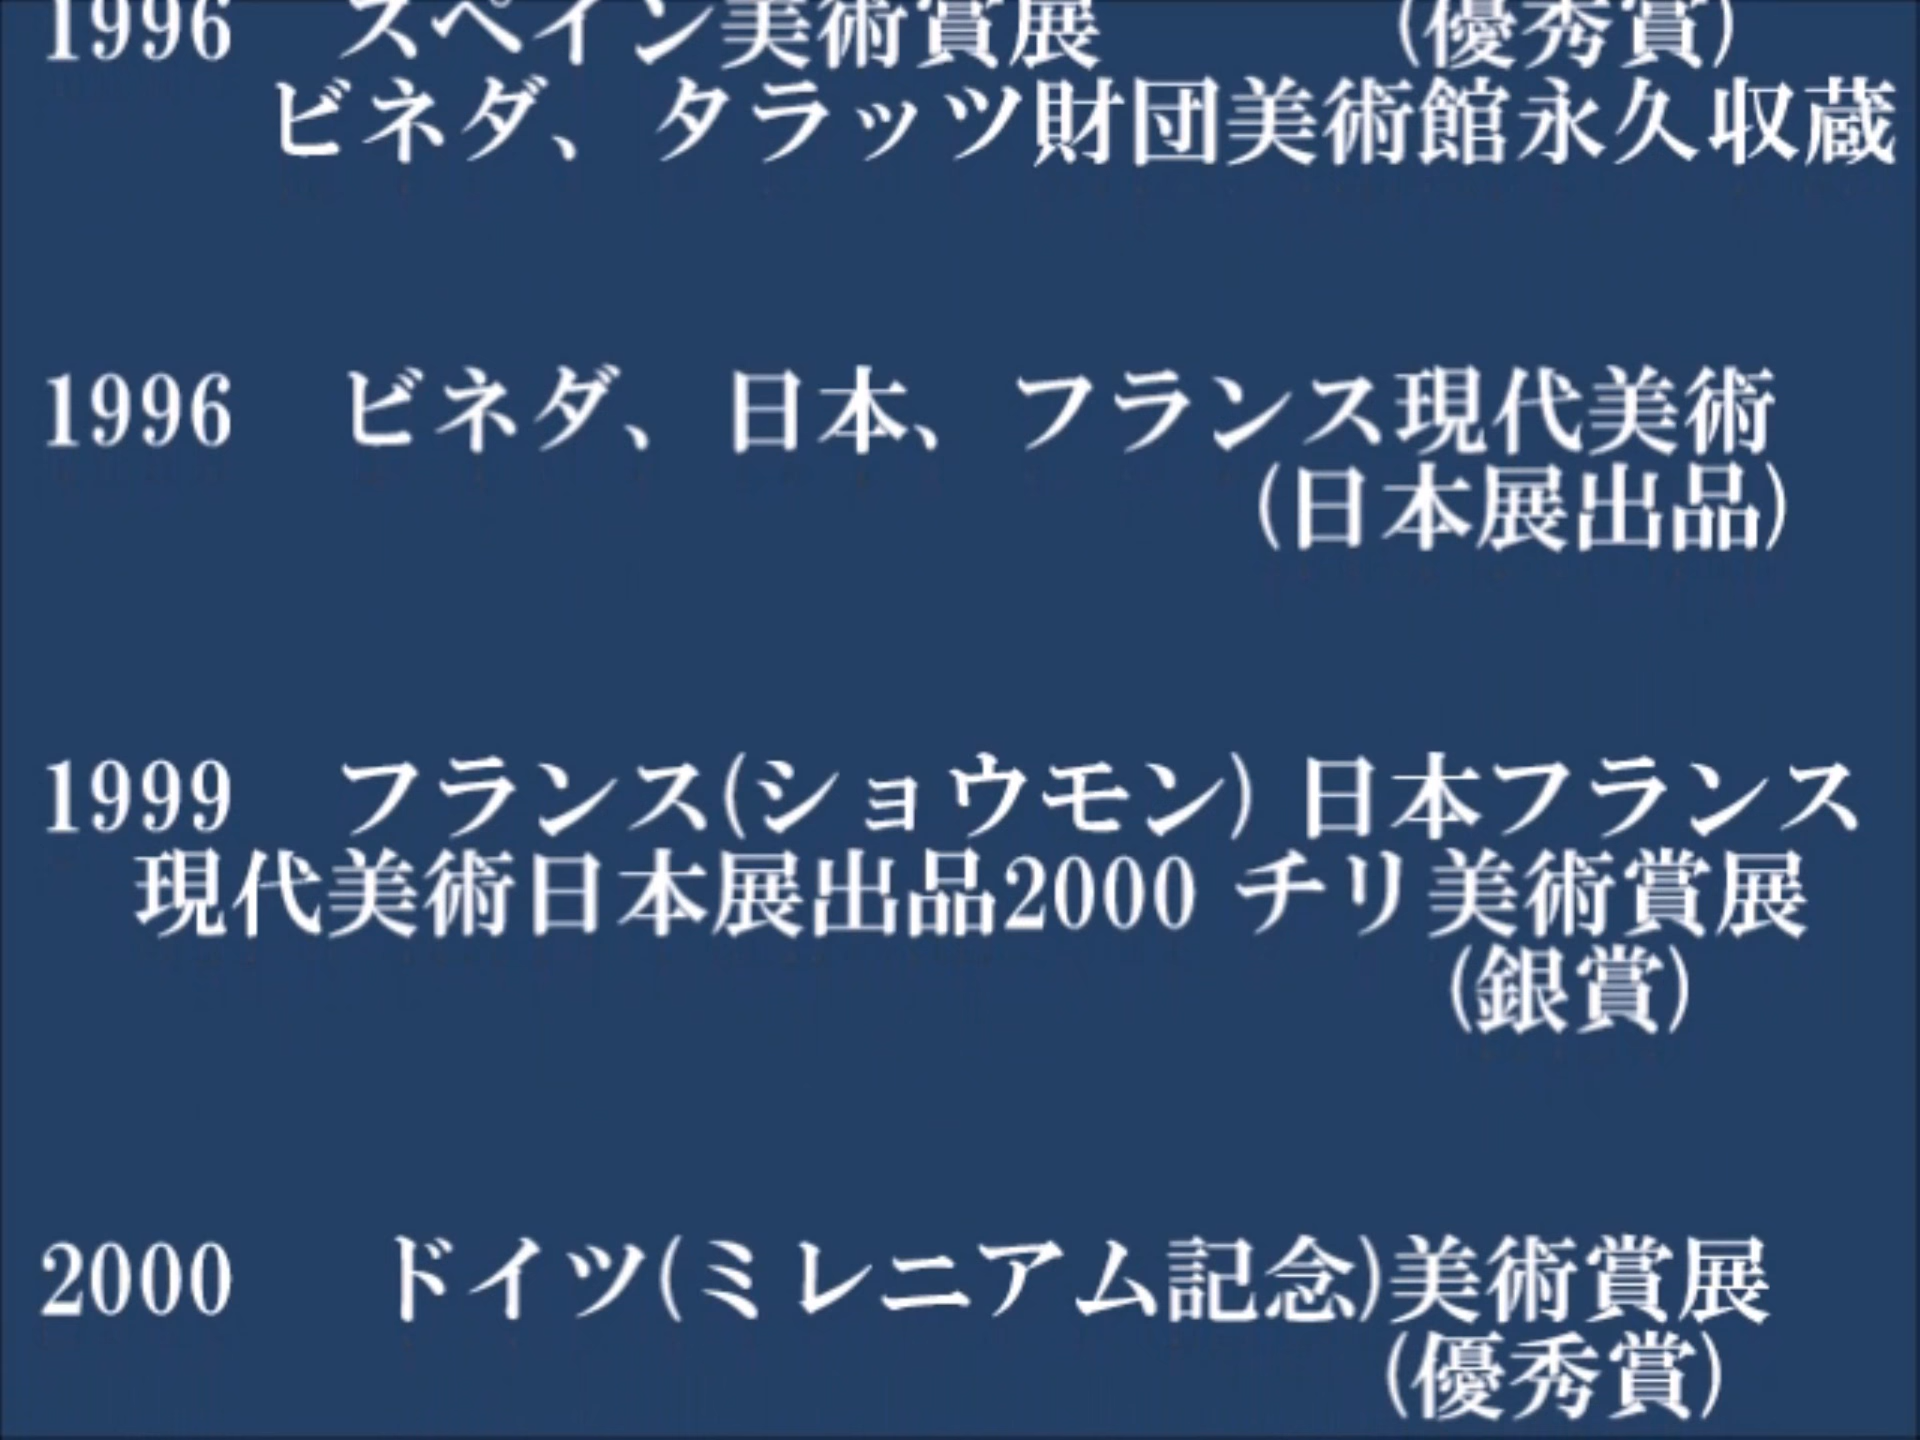 1996 スペイン美術賞展 (優秀賞)
ビネダ、タラッツ財団美術館永久収蔵
1996 ビネダ、日本、フランス現代美術
(日本展出品)
1999 フランス(ショウモン) 日本フランス
現代美術日本展出品2000 チリ美術賞展
(銀賞)
2000 ドイツ(ミレニアム記念)美術賞展
(優秀賞)